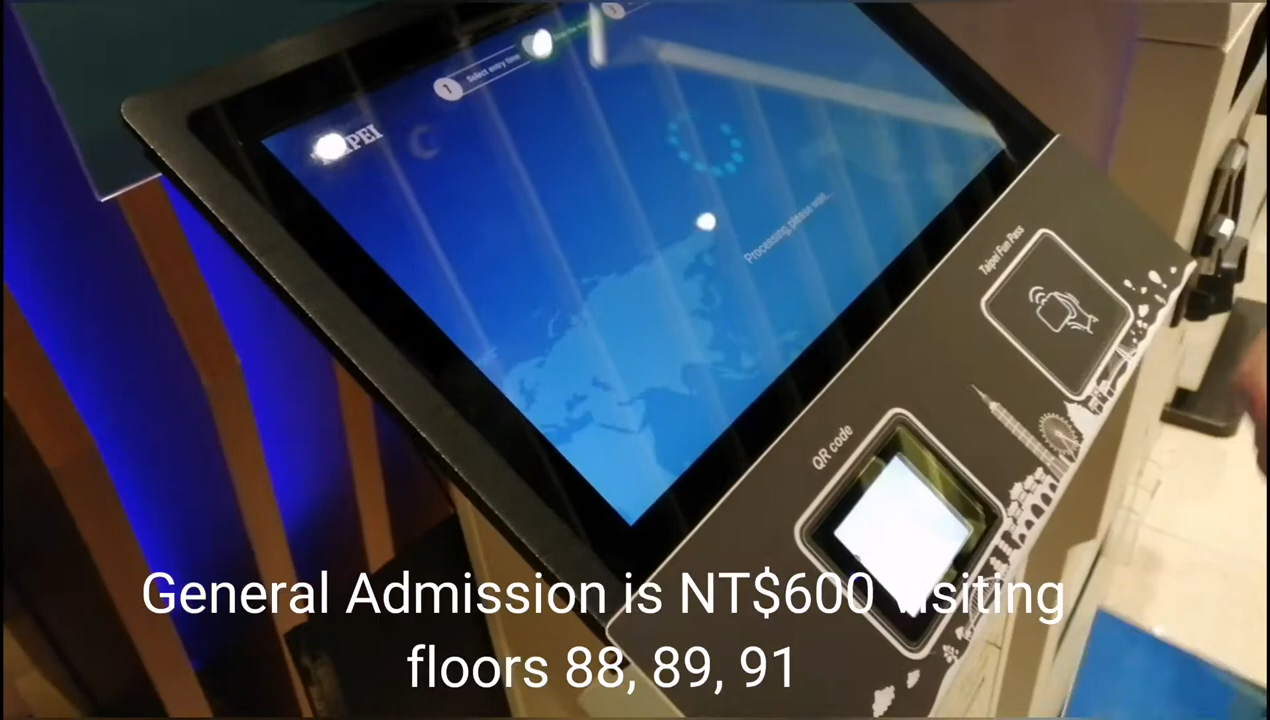 1 Select entry time
Processing, please wait...
Taipei Fun Pass
QR code
General Admission is NT$600 visiting
floors 88, 89, 91